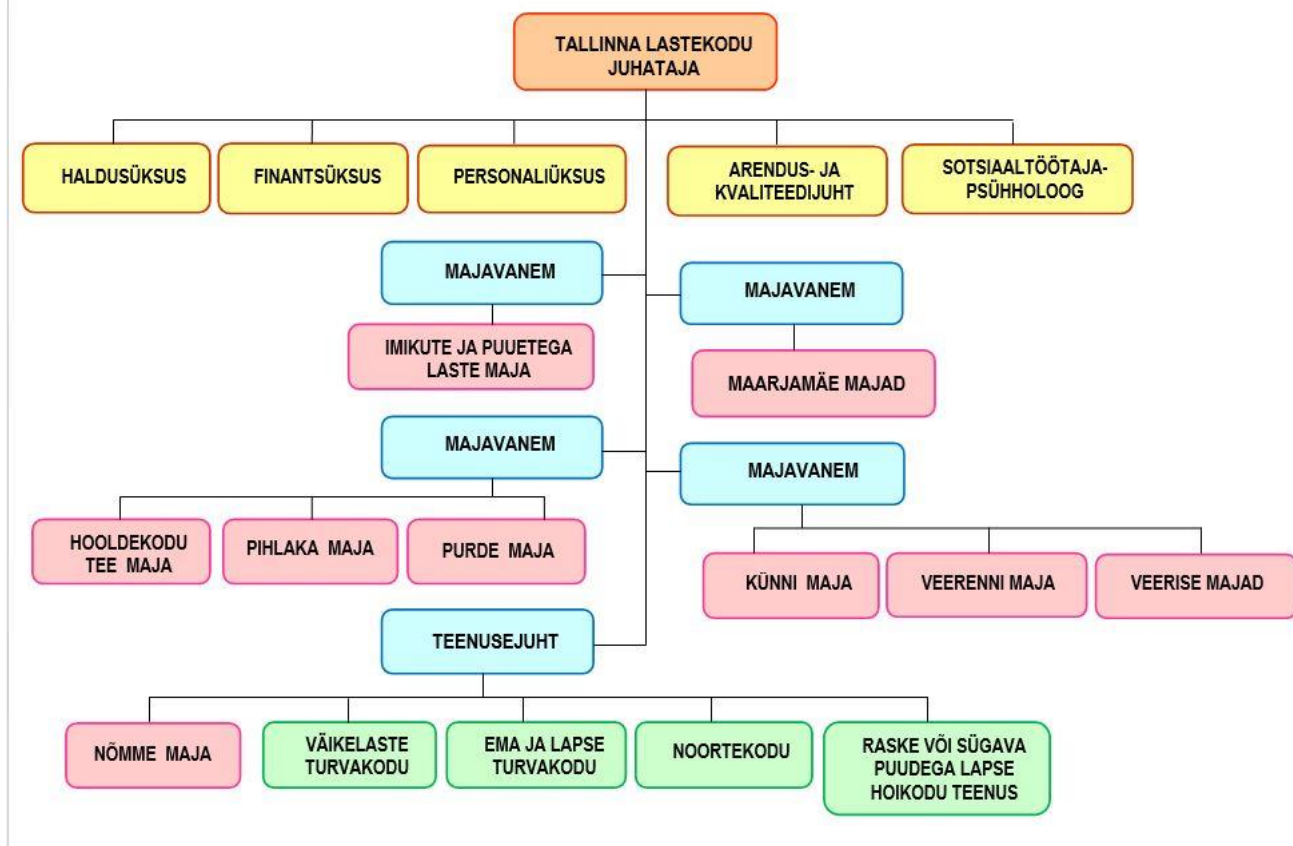 TALLINNA LASTEKODU
JUHATAJA
HALDUSÜKSUS
FINANTSÜKSUS
PERSONALIÜKSUS
ARENDUS- JA
KVALITEEDIJUHT
SOTSIAALTÖÖTAJA-
PSÜHHOLOOG
MAJAVANEM
MAJAVANEM
IMIKUTE JA PUUETEGA
LASTE MAJA
MAARJAMÄE MAJAD
MAJAVANEM
MAJAVANEM
HOOLDEKODU
TEE MAJA
PIHLAKA MAJA
PURDE MAJA
KÜNNI MAJA
VEERENNI MAJA
VEERISE MAJAD
TEENUSEJUHT
NÕMME MAJA
VÄIKELASTE
TURVAKODU
EMA JA LAPSE
TURVAKODU
NOORTEKODU
RASKE VÕI SÜGAVA
PUUDEGA LAPSE
HOIKODU TEENUS